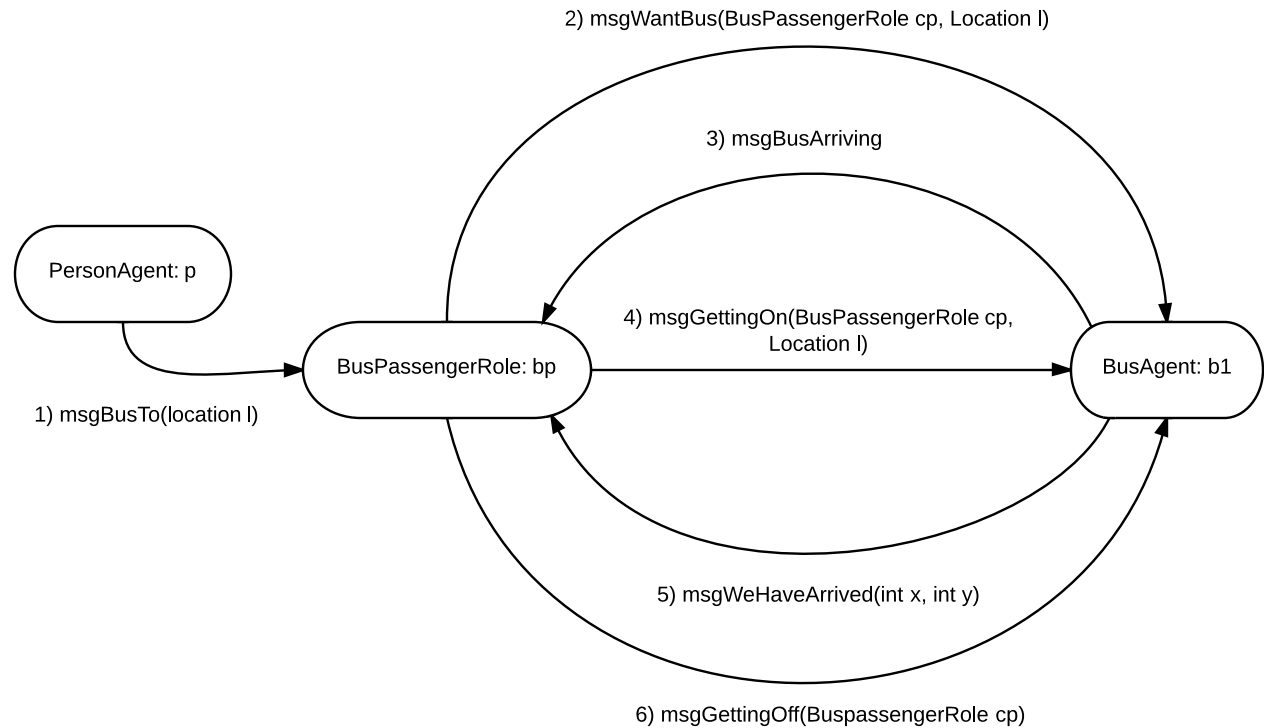 2) msgWantBus(BusPassengerRole cp, Location l)
3) msgBusArriving
PersonAgent: p
4) msgGettingOn(BusPassengerRole cp,
Location l)
BusPassengerRole: bp
BusAgent: b1
1) msgBusTo(location l)
5) msgWeHaveArrived(int x, int y)
6) msgGettingOff(BuspassengerRole cp)